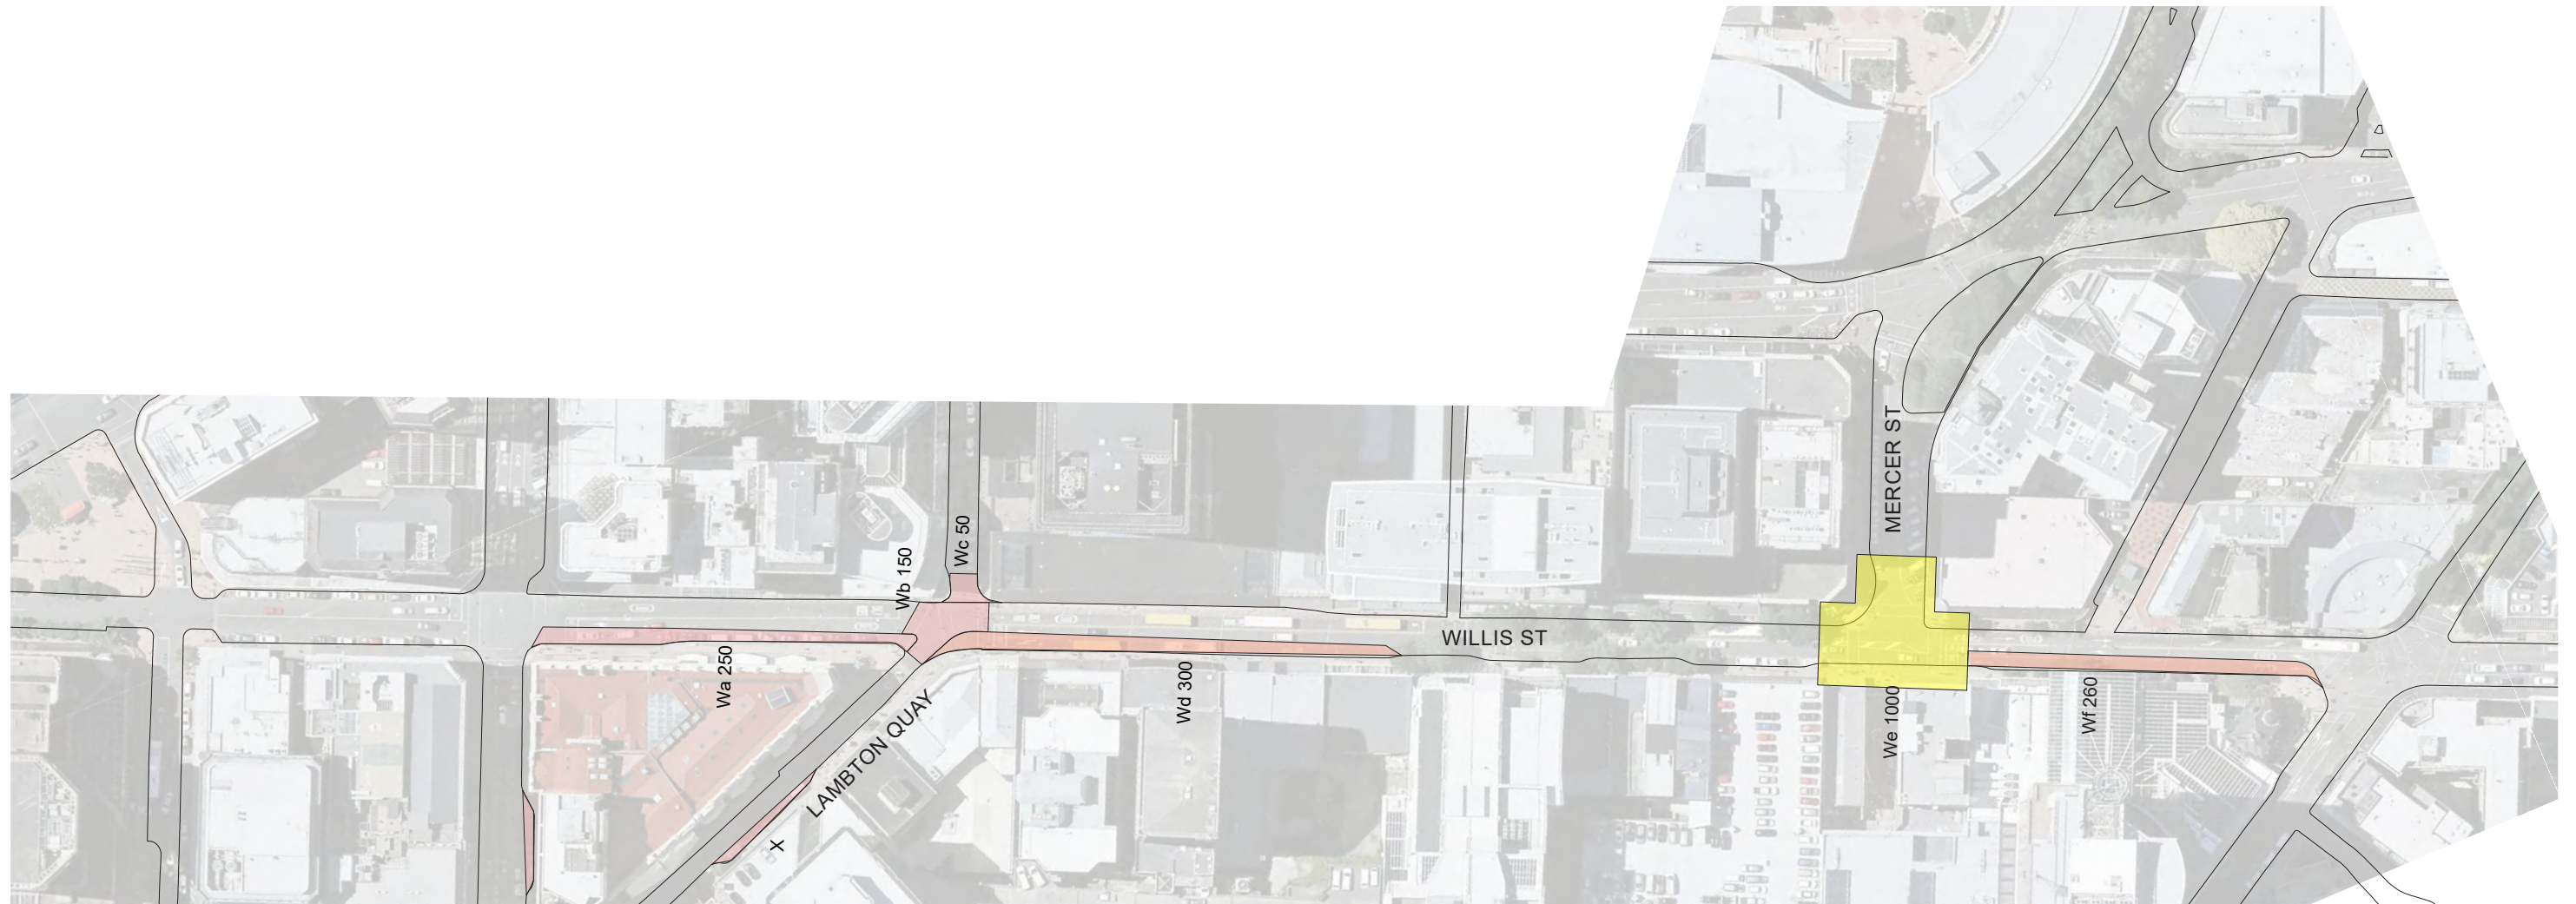 MERCER ST
Wc 50
Wb 150
WILLIS ST
Wa 250
Wd 300
We 1000
Wf 260
LAMBTON QUAY
X